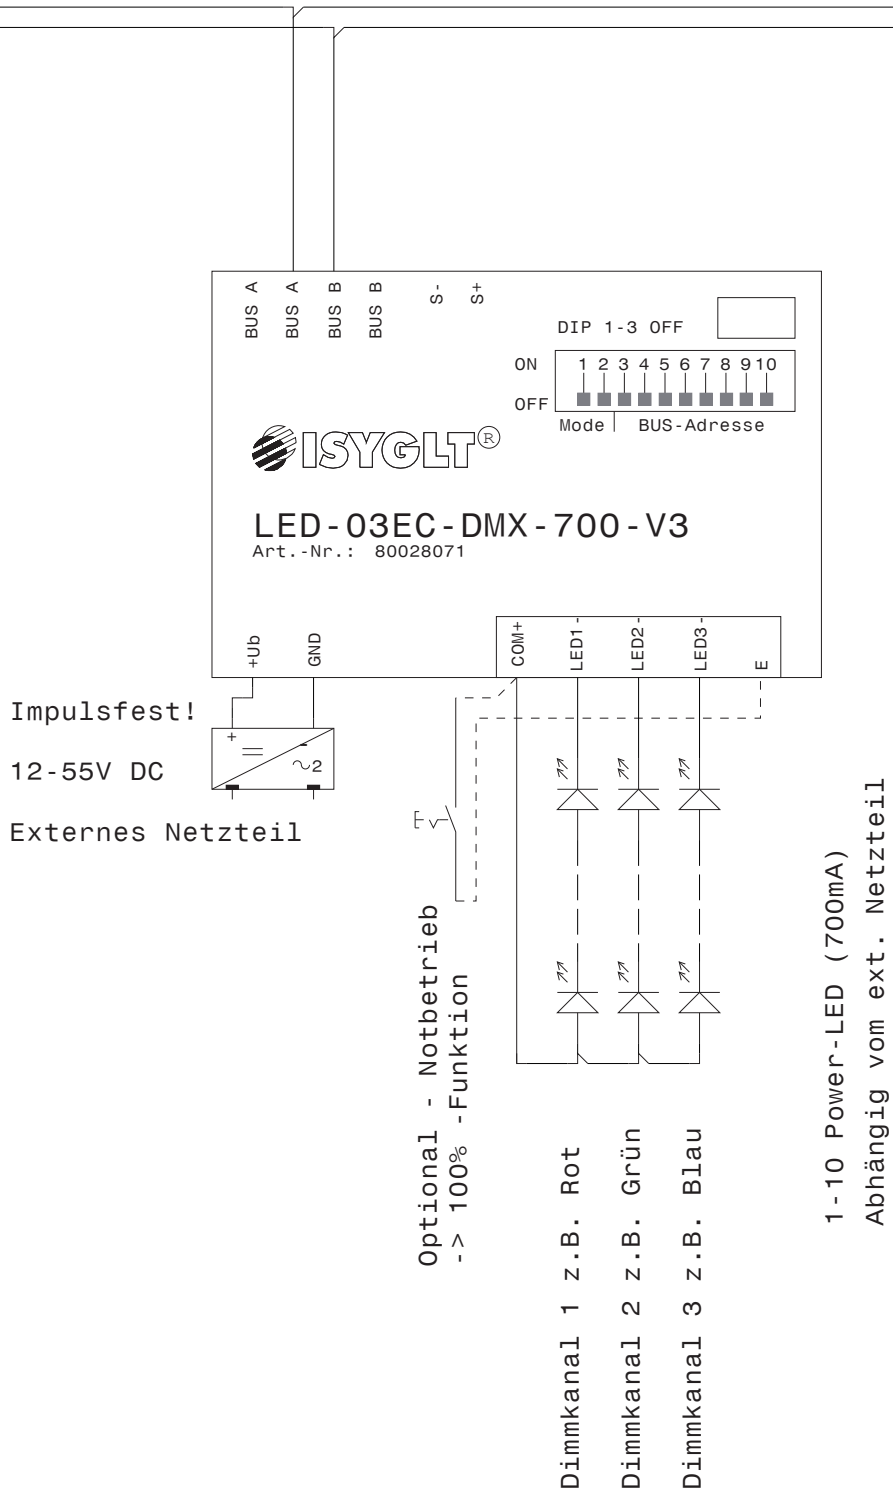 BUS A
BUS A
BUS B
BUS B
S-
S+
DIP 1-3 OFF
ON
1 2 3 4 5 6 7 8 9 10
OFF
Mode
BUS-Adresse
ISYGLT®
LED-03EC-DMX-700-V3
Art.-Nr.: 80028071
+Ub
GND
COM+
LED1-
LED2-
LED3-
E
Impulsfest!
12-55V DC
Externes Netzteil
+
-
~2
Optional - Notbetrieb
-> 100% -Funktion
Dimmkanal 1 z.B. Rot
Dimmkanal 2 z.B. Grün
Dimmkanal 3 z.B. Blau
1-10 Power-LED (700mA)
Abhängig vom ext. Netzteil